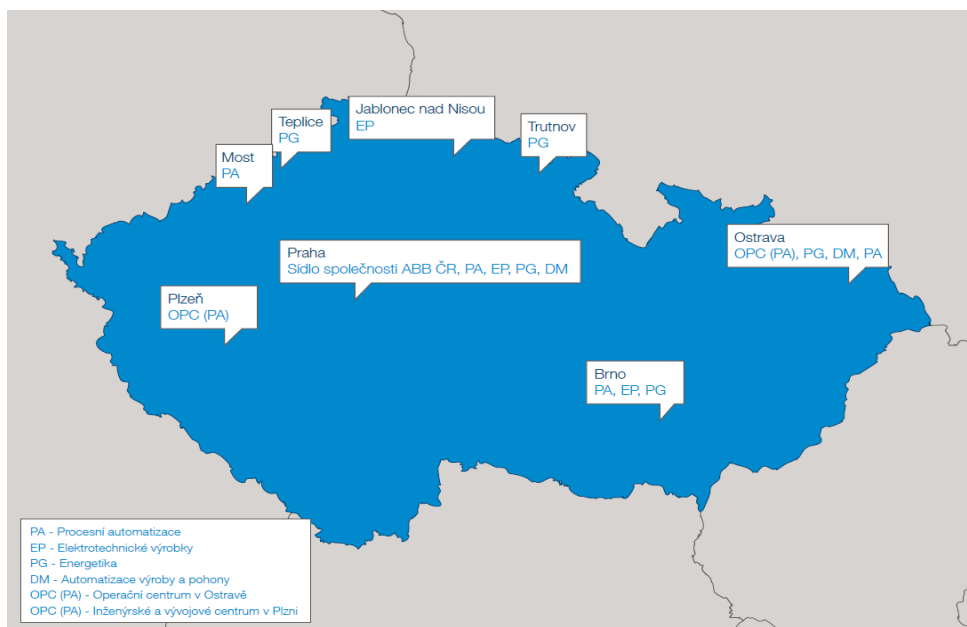 Jablonec nad Nisou
EP
Teplice
PG
Trutnov
PG
Most
PA
Ostrava
OPC (PA), PG, DM, PA
Praha
Sídlo společnosti ABB ČR, PA, EP, PG, DM
Plzeň
OPC (PA)
Brno
PA, EP, PG
PA - Procesní automatizace
EP - Elektrotechnické výrobky
PG - Energetika
DM - Automatizace výroby a pohony
OPC (PA) - Operační centrum v Ostravě
OPC (PA) - Inženýrské a vývojové centrum v Plzni